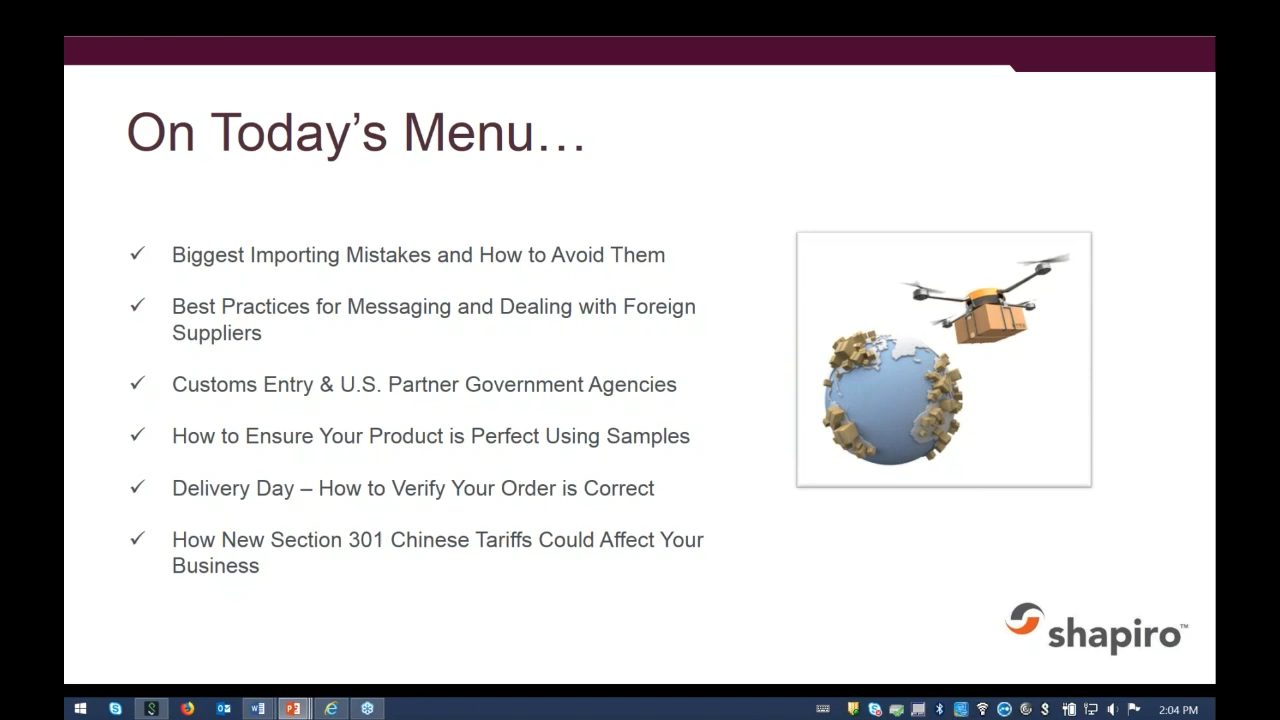 On Today’s Menu…
✓ Biggest Importing Mistakes and How to Avoid Them
✓ Best Practices for Messaging and Dealing with Foreign
Suppliers
✓ Customs Entry & U.S. Partner Government Agencies
✓ How to Ensure Your Product is Perfect Using Samples
✓ Delivery Day – How to Verify Your Order is Correct
✓ How New Section 301 Chinese Tariffs Could Affect Your
Business
shapiro™
2:04 PM